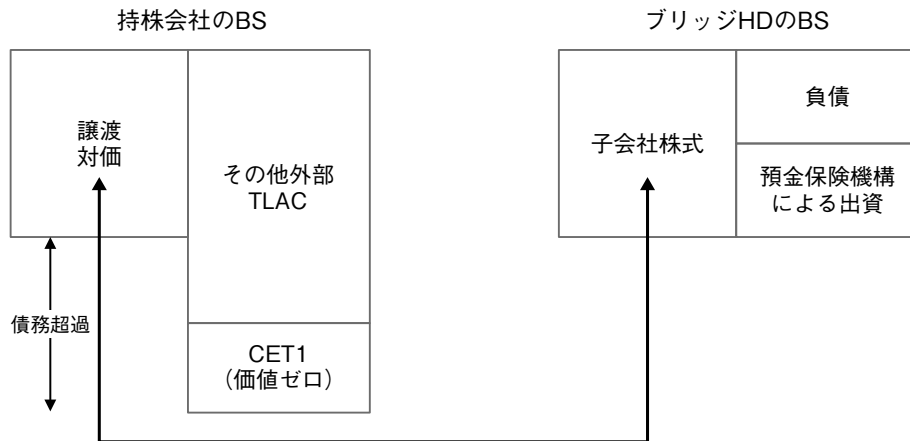 持株会社のBS
ブリッジHDのBS
譲渡
対価
その他外部
TLAC
債務超過
CET1
（価値ゼロ）
子会社株式
負債
預金保険機構
による出資